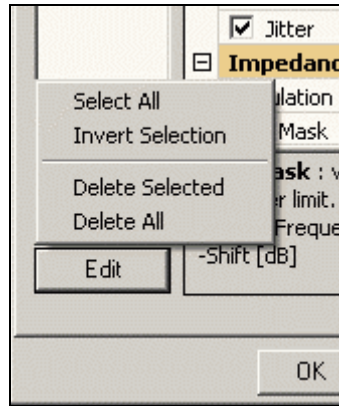 Jitter
Impedanc
Select All
ulation
Invert Selection
Mask
ask : v
Delete Selected
r limit.
Delete All
Freque
Edit
-Shift [dB]
OK